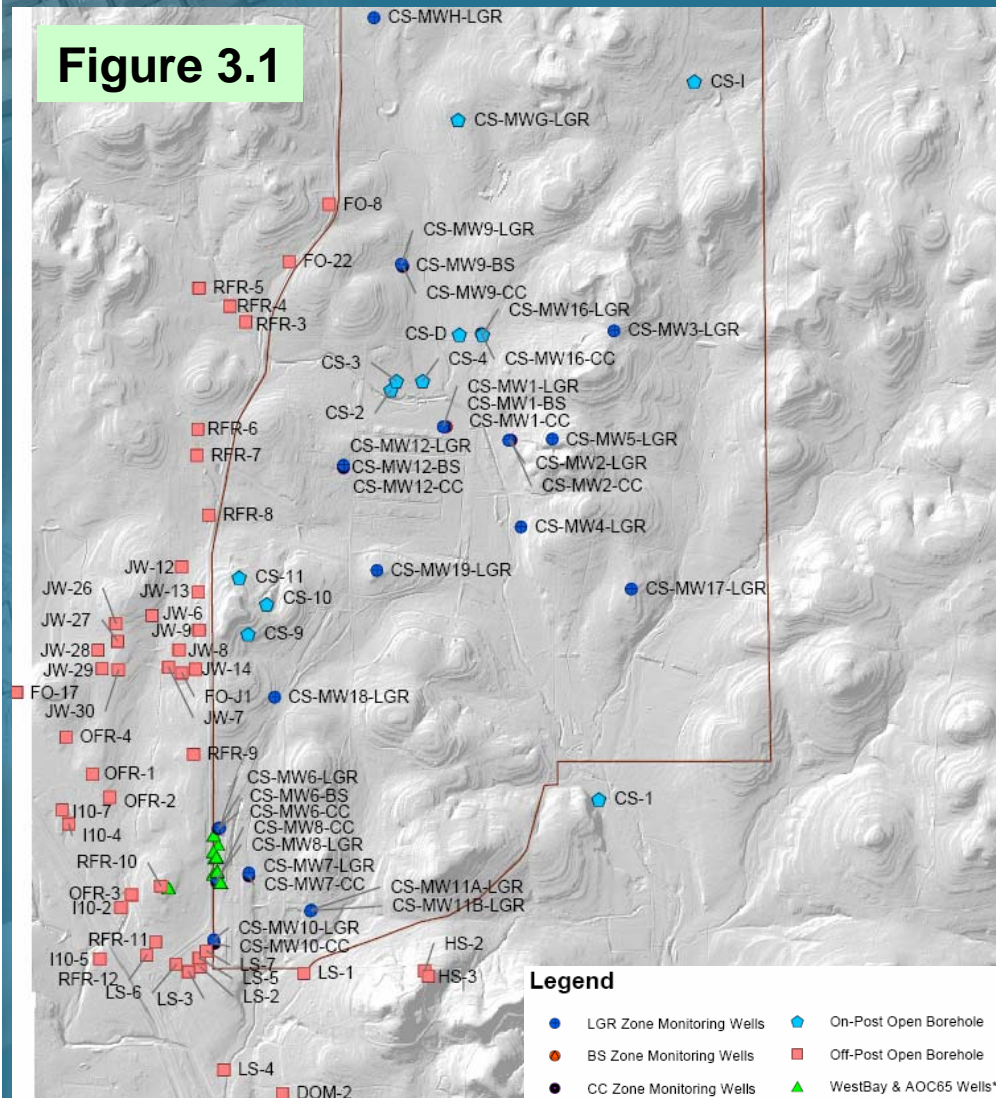 Figure 3.1
CS-MWH-LGR
CS-I
CS-MWG-LGR
FO-8
CS-MW9-LGR
FO-22
CS-MW9-BS
RFR-5
CS-MW9-CC
RFR-4
CS-MW16-LGR
RFR-3
CS-D
CS-MW3-LGR
CS-3
CS-4
CS-MW16-CC
CS-MW1-LGR
CS-2
CS-MW1-BS
CS-MW1-CC
RFR-6
CS-MW12-LGR
CS-MW5-LGR
RFR-7
CS-MW12-BS
CS-MW2-LGR
CS-MW12-CC
CS-MW2-CC
RFR-8
CS-MW4-LGR
JW-12
CS-MW19-LGR
CS-11
JW-26
JW-13
CS-MW17-LGR
CS-10
JW-27
JW-6
JW-9
CS-9
JW-28
JW-8
JW-29
JW-14
FO-17
FO-J1
CS-MW18-LGR
JW-30
JW-7
OFR-4
RFR-9
OFR-1
CS-MW6-LGR
CS-MW6-BS
OFR-2
CS-1
I10-7
CS-MW6-CC
I10-4
CS-MW8-CC
CS-MW8-LGR
RFR-10
CS-MW7-LGR
CS-MW7-CC
CS-MW11A-LGR
OFR-3
I10-2
CS-MW11B-LGR
CS-MW10-LGR
RFR-11
CS-MW10-CC
HS-2
I10-5
LS-7
RFR-12
LS-5
LS-1
HS-3
LS-6
LS-3
LS-2
LS-4
DOM-2
Legend
LGR Zone Monitoring Wells
On-Post Open Borehole
BS Zone Monitoring Wells
Off-Post Open Borehole
CC Zone Monitoring Wells
WestBay & AOC65 Wells*